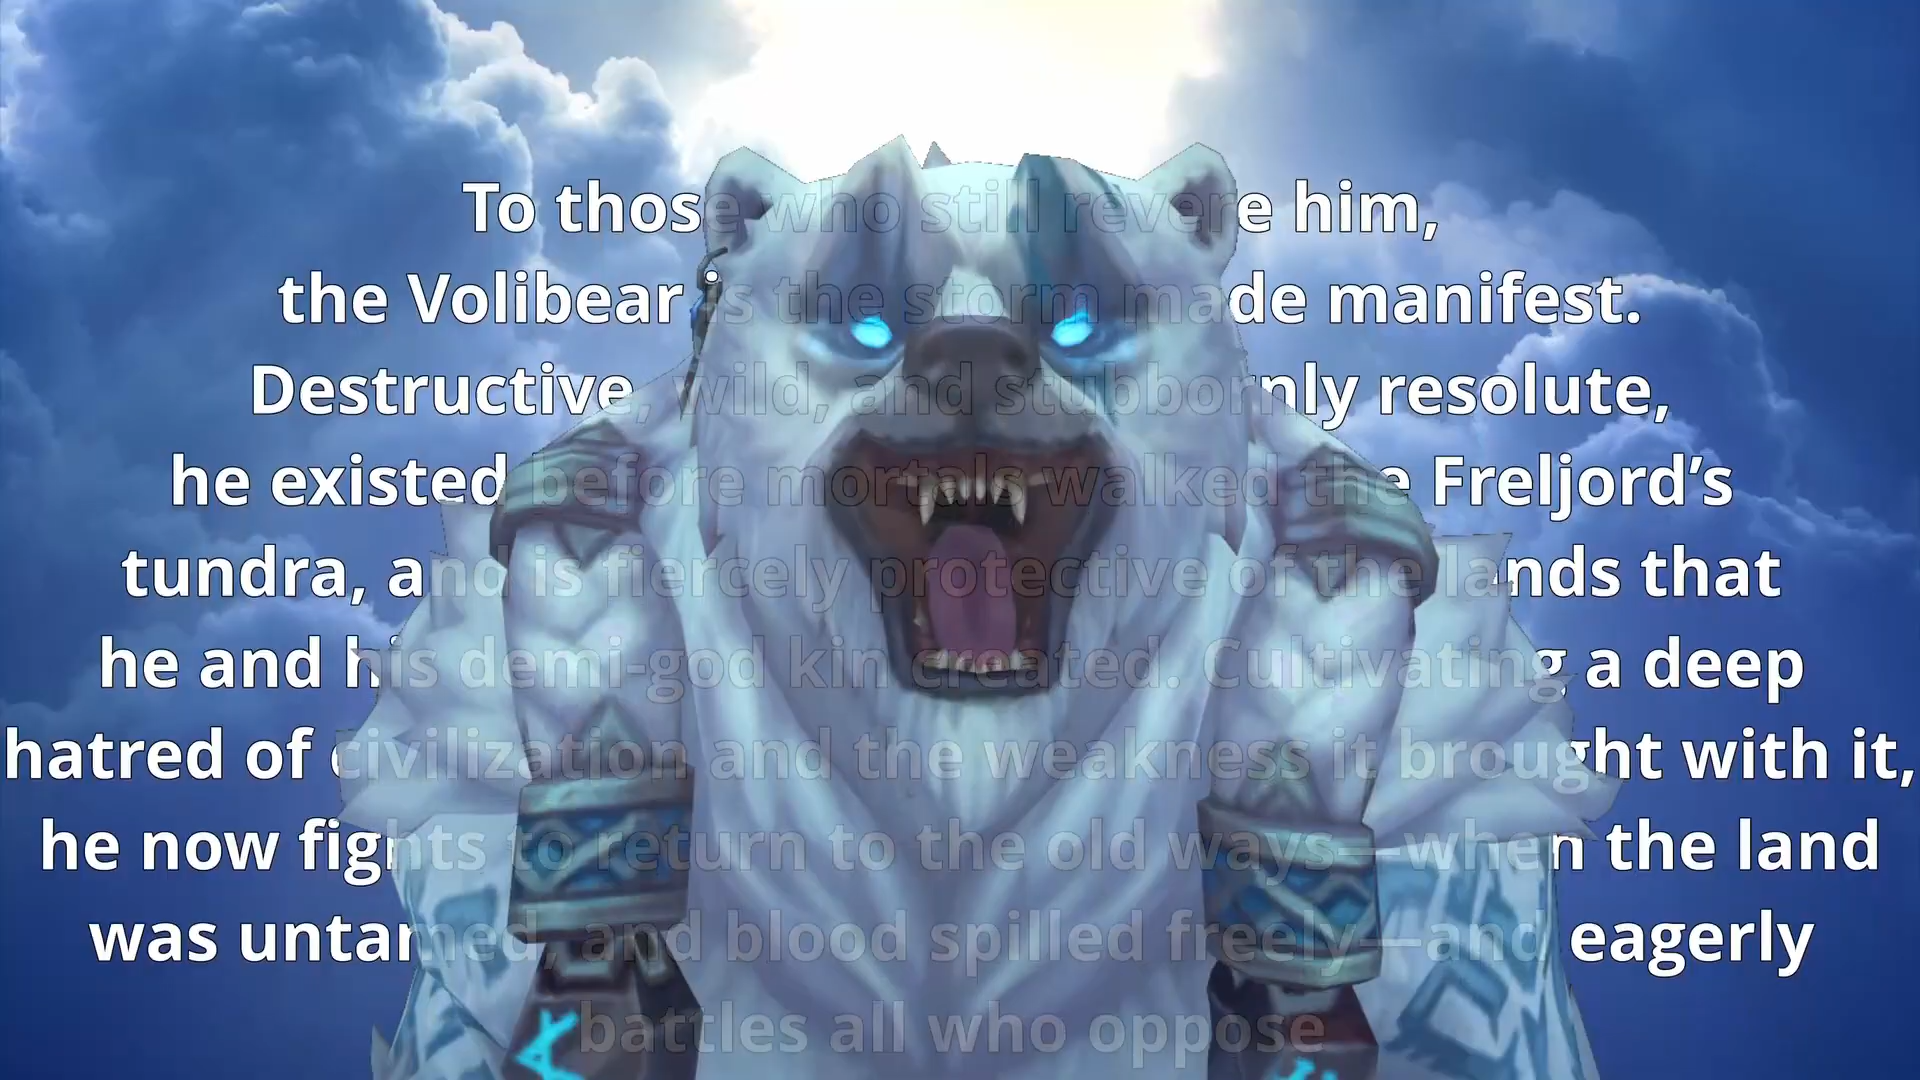 To those who still revere him,
the Volibear is the storm made manifest.
Destructive, wild, and stubbornly resolute,
he existed before mortals walked the Freljord’s
tundra, and is fiercely protective of the lands that
he and his demi-god kin created. Cultivating a deep
hatred of civilization and the weakness it brought with it,
he now fights to return to the old ways—when the land
was untamed, and blood spilled freely—and eagerly
battles all who oppose